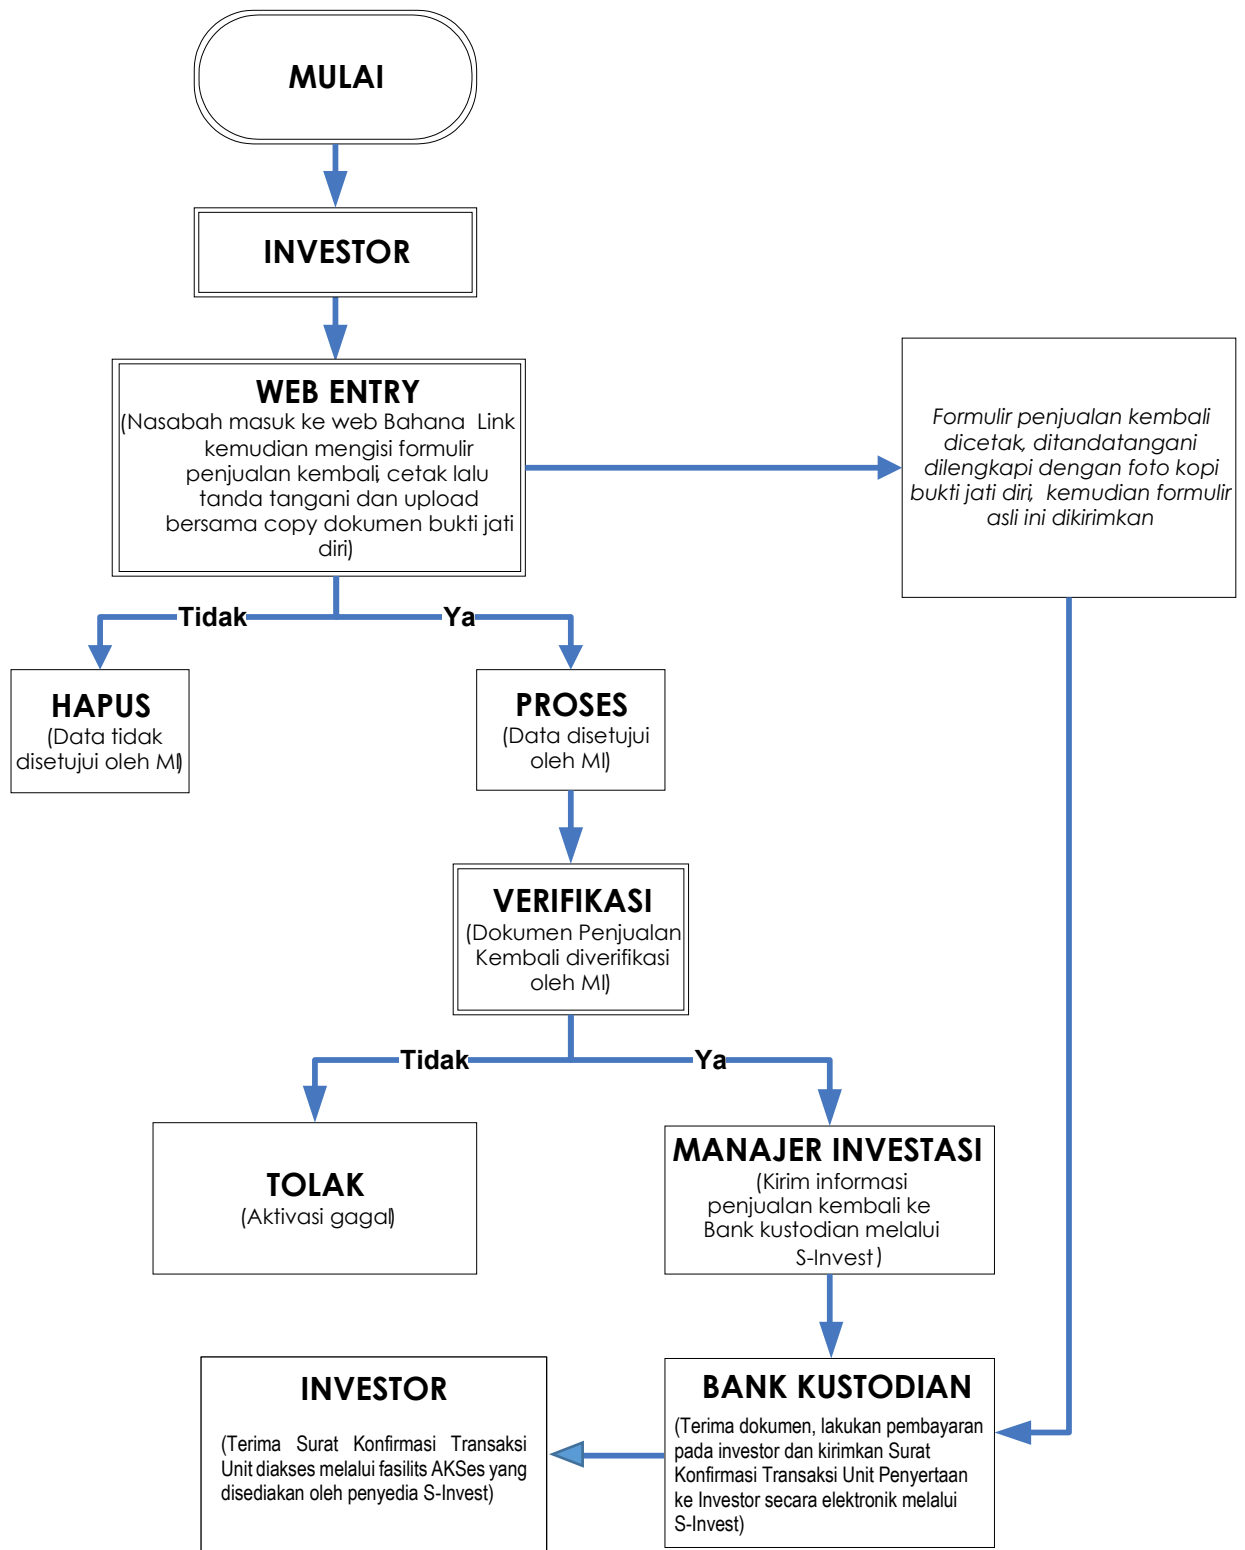 MULAI
INVESTOR
WEB ENTRY
(Nasabah masuk ke web Bahana Link
kemudian mengisi formulir
penjualan kembali, cetak lalu
tanda tangani dan upload
bersama copy dokumen bukti jati
diri)
Formulir penjualan kembali
dicetak, ditandatangani
dilengkapi dengan foto kopi
bukti jati diri, kemudian formulir
asli ini dikirimkan
Tidak
Ya
HAPUS
(Data tidak
disetujui oleh MI)
PROSES
(Data disetujui
oleh MI)
VERIFIKASI
(Dokumen Penjualan
Kembali diverifikasi
oleh MI)
Tidak
Ya
TOLAK
(Aktivasi gagal)
MANAJER INVESTASI
(Kirim informasi
penjualan kembali ke
Bank kustodian melalui
S-Invest)
INVESTOR
(Terima Surat Konfirmasi Transaksi
Unit diakses melalui fasilits AKSes yang
disediakan oleh penyedia S-Invest)
BANK KUSTODIAN
(Terima dokumen, lakukan pembayaran
pada investor dan kirimkan Surat
Konfirmasi Transaksi Unit Penyertaan
ke Investor secara elektronik melalui
S-Invest)